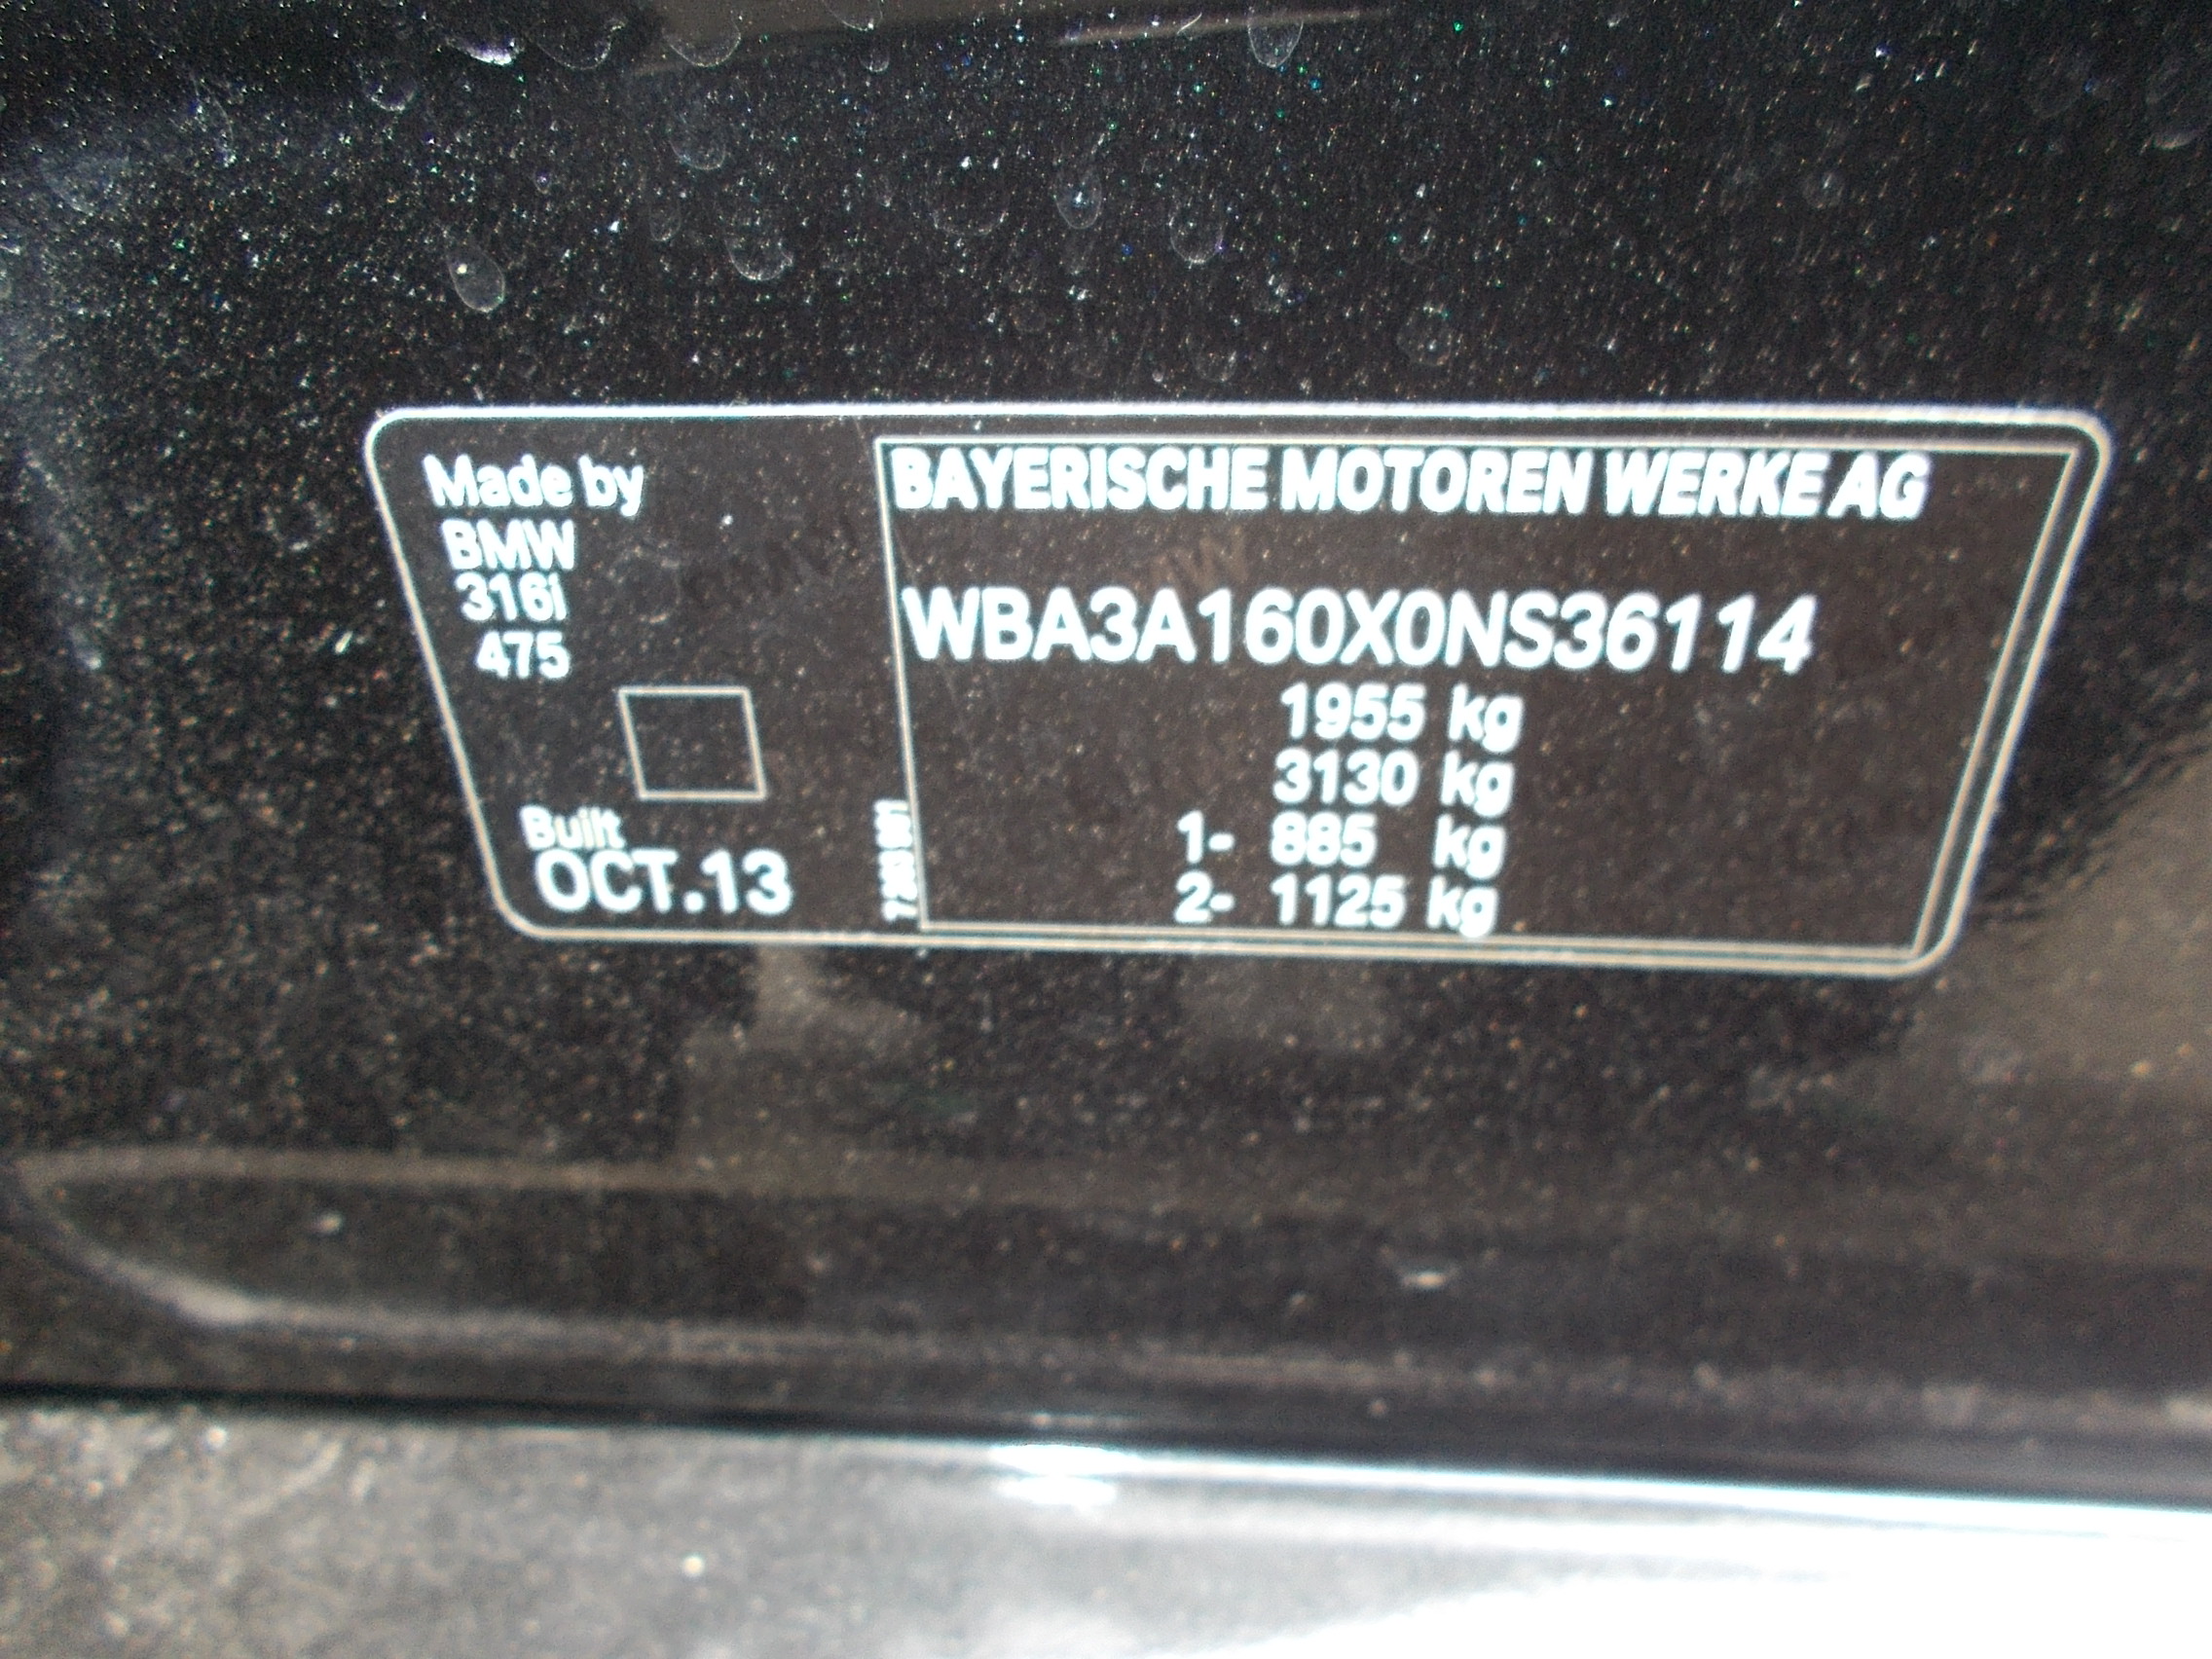 Made by
BMW
316i
475
Built
OCT.13
BAYERISCHE MOTOREN WERKE AG
WBA3A160X0NS36114
1955 kg
3130 kg
1- 885 kg
2- 1125 kg